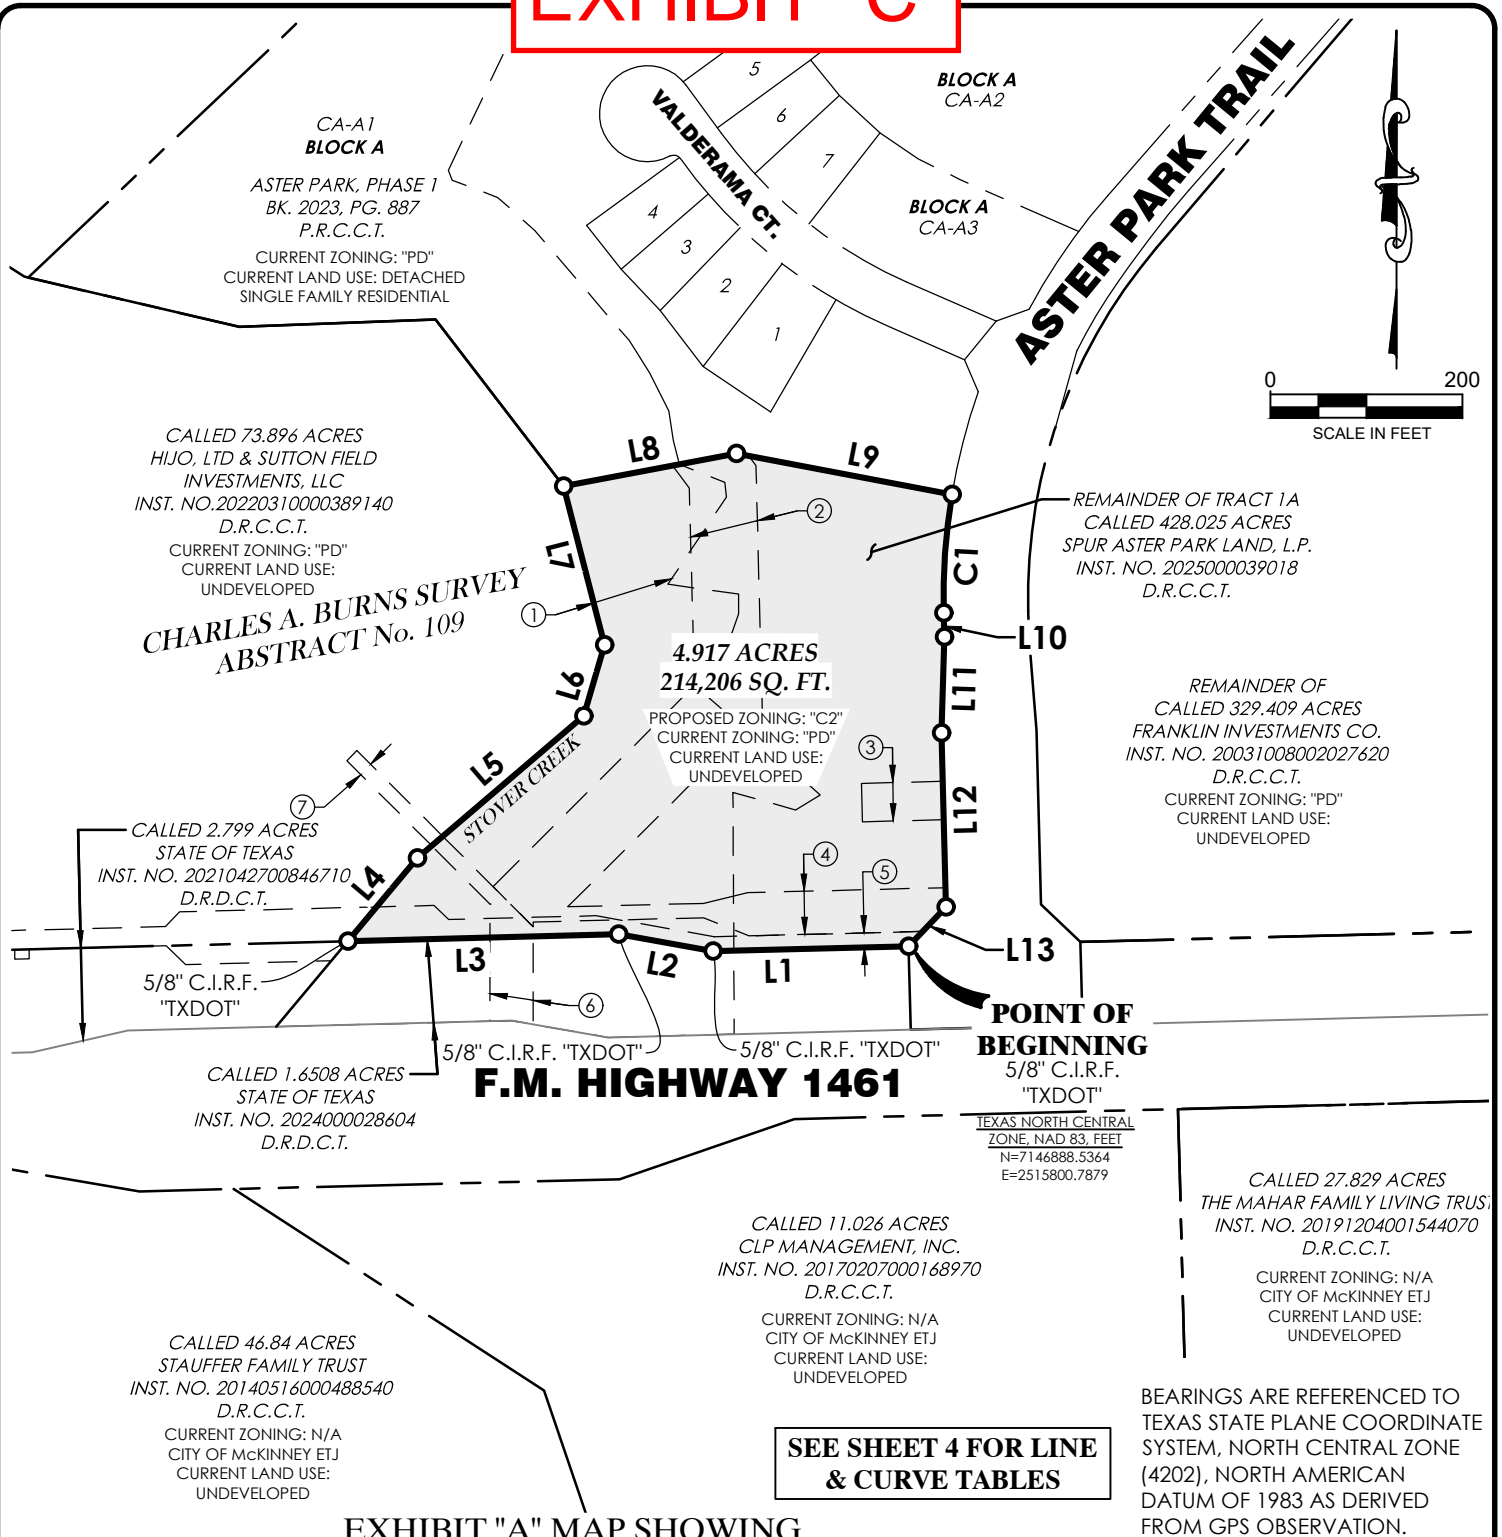 EXHIBIT "C"
BLOCK A
CA-A2
5
6
7
VALDERAMA CT.
ASTER PARK TRAIL
CA-A1
BLOCK A
ASTER PARK, PHASE 1
BK. 2023, PG. 887
P.R.C.C.T.
CURRENT ZONING: "PD"
CURRENT LAND USE: DETACHED
SINGLE FAMILY RESIDENTIAL
4
3
2
1
BLOCK A
CA-A3
0 200
SCALE IN FEET
CALLED 73.896 ACRES
HIJO, LTD & SUTTON FIELD
INVESTMENTS, LLC
INST. NO.20220310000389140
D.R.C.C.T.
CURRENT ZONING: "PD"
CURRENT LAND USE:
UNDEVELOPED
L8
L9
2
REMAINDER OF TRACT 1A
CALLED 428.025 ACRES
SPUR ASTER PARK LAND, L.P.
INST. NO. 2025000039018
D.R.C.C.T.
L7
C1
CHARLES A. BURNS SURVEY
ABSTRACT No. 109
1
L10
4.917 ACRES
214,206 SQ. FT.
PROPOSED ZONING: "C2"
CURRENT ZONING: "PD"
CURRENT LAND USE:
UNDEVELOPED
L6
L11
REMAINDER OF
CALLED 329.409 ACRES
FRANKLIN INVESTMENTS CO.
INST. NO. 20031008002027620
D.R.C.C.T.
CURRENT ZONING: "PD"
CURRENT LAND USE:
UNDEVELOPED
3
L5
STOVER CREEK
7
L12
CALLED 2.799 ACRES
STATE OF TEXAS
INST. NO. 2021042700846710
D.R.D.C.T.
L4
4
5
L3
L2
L1
L13
5/8" C.I.R.F.
"TXDOT"
6
POINT OF
BEGINNING
5/8" C.I.R.F.
"TXDOT"
TEXAS NORTH CENTRAL
ZONE, NAD 83, FEET
N=7146888.5364
E=2515800.7879
5/8" C.I.R.F. "TXDOT"
5/8" C.I.R.F. "TXDOT"
F.M. HIGHWAY 1461
CALLED 1.6508 ACRES
STATE OF TEXAS
INST. NO. 2024000028604
D.R.D.C.T.
CALLED 27.829 ACRES
THE MAHAR FAMILY LIVING TRUST
INST. NO. 20191204001544070
D.R.C.C.T.
CURRENT ZONING: N/A
CITY OF McKINNEY ETJ
CURRENT LAND USE:
UNDEVELOPED
CALLED 11.026 ACRES
CLP MANAGEMENT, INC.
INST. NO. 20170207000168970
D.R.C.C.T.
CURRENT ZONING: N/A
CITY OF McKINNEY ETJ
CURRENT LAND USE:
UNDEVELOPED
CALLED 46.84 ACRES
STAUFFER FAMILY TRUST
INST. NO. 20140516000488540
D.R.C.C.T.
CURRENT ZONING: N/A
CITY OF McKINNEY ETJ
CURRENT LAND USE:
UNDEVELOPED
SEE SHEET 4 FOR LINE
& CURVE TABLES
BEARINGS ARE REFERENCED TO
TEXAS STATE PLANE COORDINATE
SYSTEM, NORTH CENTRAL ZONE
(4202), NORTH AMERICAN
DATUM OF 1983 AS DERIVED
FROM GPS OBSERVATION.
EXHIBIT "A" MAP SHOWING